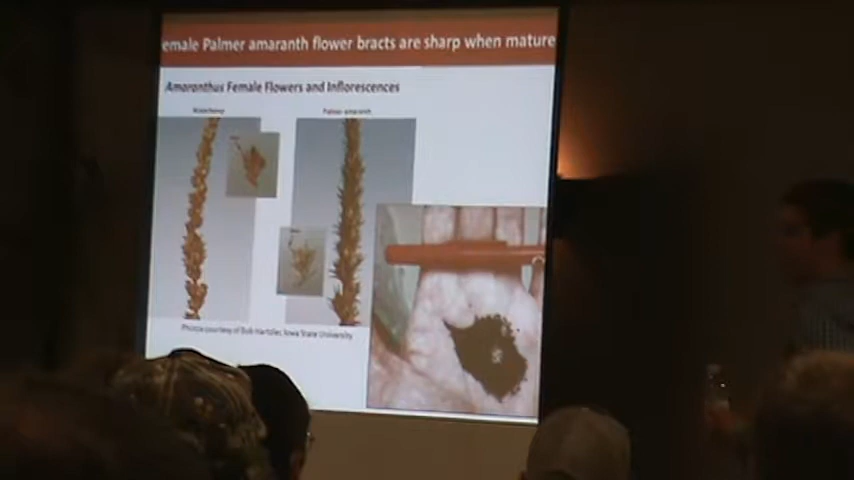 emale Palmer amaranth flower bracts are sharp when mature
Amaranthus Female Flowers and Inflorescences
Waterhemp
Palmer amaranth
Photos courtesy of Bob Hartzler, Iowa State University